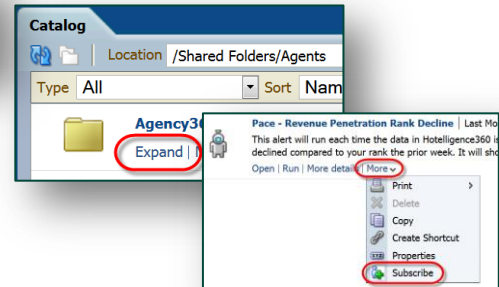 Catalog
Location /Shared Folders/Agents
Type All Sort Nam
Agency3
Expand |
Pace - Revenue Penetration Rank Decline | Last Mo
This alert will run each time the data in Hotelligence360 is
declined compared to your rank the prior week. It will sho
Open | Run | More details | More
Print
Delete
Copy
Create Shortcut
Properties
Subscribe